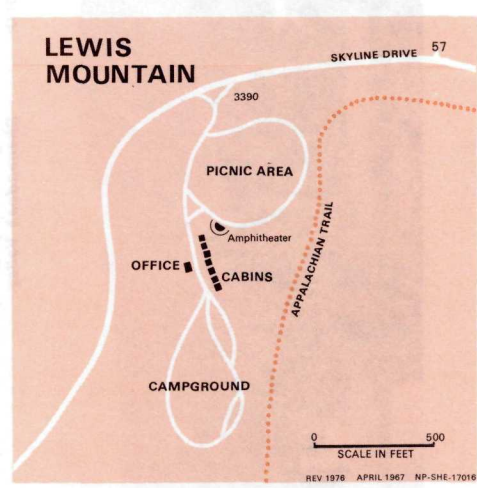 LEWIS
MOUNTAIN
SKYLINE DRIVE 57
3390
PICNIC AREA
Amphitheater
APPALACHIAN TRAIL
OFFICE
CABINS
CAMPGROUND
0 500
SCALE IN FEET
REV 1976 APRIL 1967 NP-SHE-17016